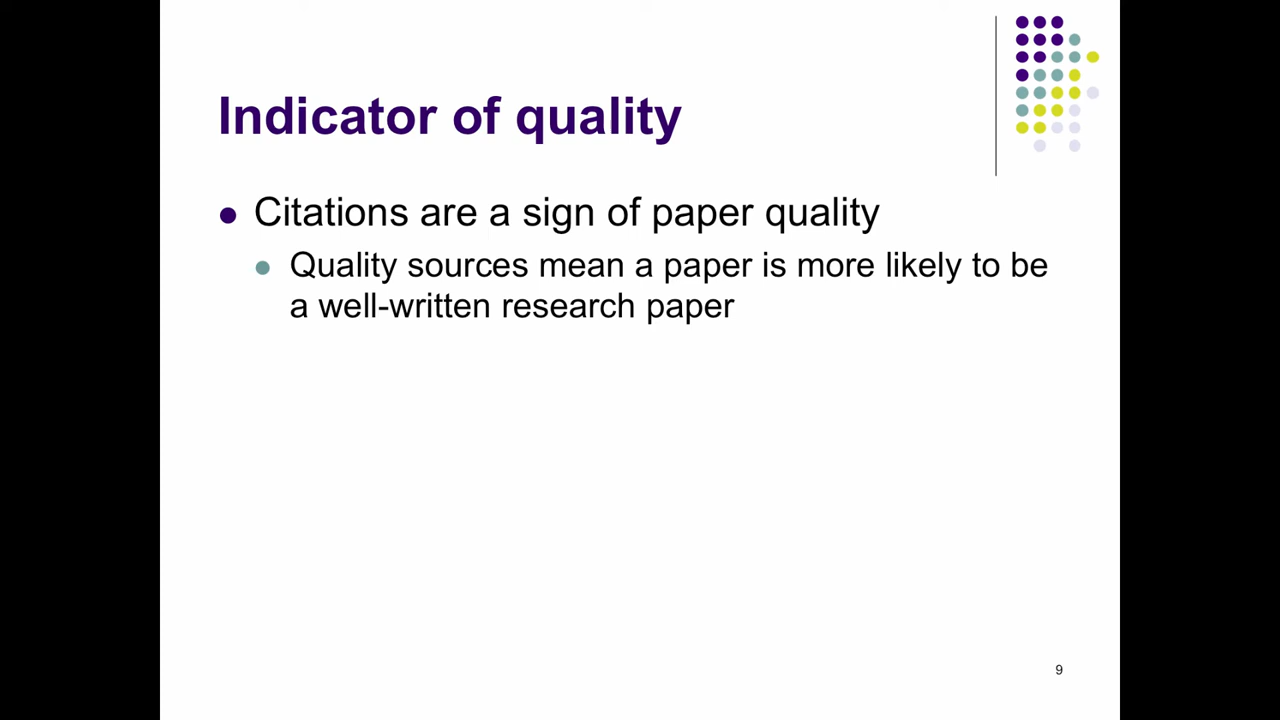 Indicator of quality
Citations are a sign of paper quality
Quality sources mean a paper is more likely to be
a well-written research paper
9